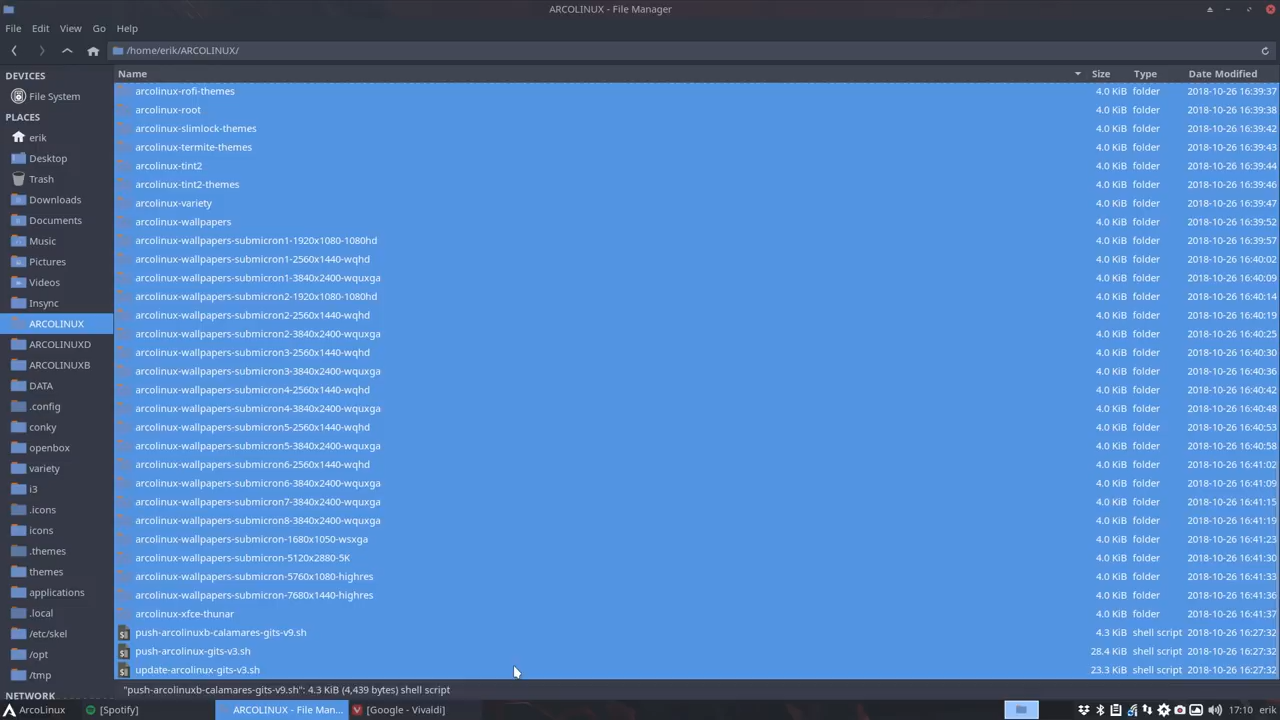 ARCOLINUX - File Manager
File Edit View Go Help
/home/erik/ARCOLINUX/
DEVICES
File System
PLACES
erik
Desktop
Trash
Downloads
Documents
Music
Pictures
Videos
Insync
ARCOLINUX
ARCOLINUXD
ARCOLINUXB
DATA
.config
conky
openbox
variety
i3
.icons
icons
.themes
themes
applications
.local
/etc/skel
/opt
/tmp
NETWORK
Name Size Type Date Modified
arcolinux-rofi-themes 4.0 KiB folder 2018-10-26 16:39:37
arcolinux-root 4.0 KiB folder 2018-10-26 16:39:38
arcolinux-slimlock-themes 4.0 KiB folder 2018-10-26 16:39:42
arcolinux-termite-themes 4.0 KiB folder 2018-10-26 16:39:43
arcolinux-tint2 4.0 KiB folder 2018-10-26 16:39:44
arcolinux-tint2-themes 4.0 KiB folder 2018-10-26 16:39:46
arcolinux-variety 4.0 KiB folder 2018-10-26 16:39:47
arcolinux-wallpapers 4.0 KiB folder 2018-10-26 16:39:52
arcolinux-wallpapers-submicron1-1920x1080-1080hd 4.0 KiB folder 2018-10-26 16:39:57
arcolinux-wallpapers-submicron1-2560x1440-wqhd 4.0 KiB folder 2018-10-26 16:40:02
arcolinux-wallpapers-submicron1-3840x2400-wquxga 4.0 KiB folder 2018-10-26 16:40:09
arcolinux-wallpapers-submicron2-1920x1080-1080hd 4.0 KiB folder 2018-10-26 16:40:14
arcolinux-wallpapers-submicron2-2560x1440-wqhd 4.0 KiB folder 2018-10-26 16:40:19
arcolinux-wallpapers-submicron2-3840x2400-wquxga 4.0 KiB folder 2018-10-26 16:40:25
arcolinux-wallpapers-submicron3-2560x1440-wqhd 4.0 KiB folder 2018-10-26 16:40:30
arcolinux-wallpapers-submicron3-3840x2400-wquxga 4.0 KiB folder 2018-10-26 16:40:36
arcolinux-wallpapers-submicron4-2560x1440-wqhd 4.0 KiB folder 2018-10-26 16:40:42
arcolinux-wallpapers-submicron4-3840x2400-wquxga 4.0 KiB folder 2018-10-26 16:40:48
arcolinux-wallpapers-submicron5-2560x1440-wqhd 4.0 KiB folder 2018-10-26 16:40:53
arcolinux-wallpapers-submicron5-3840x2400-wquxga 4.0 KiB folder 2018-10-26 16:40:58
arcolinux-wallpapers-submicron6-2560x1440-wqhd 4.0 KiB folder 2018-10-26 16:41:02
arcolinux-wallpapers-submicron6-3840x2400-wquxga 4.0 KiB folder 2018-10-26 16:41:09
arcolinux-wallpapers-submicron7-3840x2400-wquxga 4.0 KiB folder 2018-10-26 16:41:15
arcolinux-wallpapers-submicron8-3840x2400-wquxga 4.0 KiB folder 2018-10-26 16:41:19
arcolinux-wallpapers-submicron-1680x1050-wsxga 4.0 KiB folder 2018-10-26 16:41:23
arcolinux-wallpapers-submicron-5120x2880-5K 4.0 KiB folder 2018-10-26 16:41:30
arcolinux-wallpapers-submicron-5760x1080-highres 4.0 KiB folder 2018-10-26 16:41:33
arcolinux-wallpapers-submicron-7680x1440-highres 4.0 KiB folder 2018-10-26 16:41:36
arcolinux-xfce-thunar 4.0 KiB folder 2018-10-26 16:41:37
push-arcolinuxb-calamares-gits-v9.sh 4.3 KiB shell script 2018-10-26 16:27:32
push-arcolinux-gits-v3.sh 28.4 KiB shell script 2018-10-26 16:27:32
update-arcolinux-gits-v3.sh 23.3 KiB shell script 2018-10-26 16:27:32
"push-arcolinuxb-calamares-gits-v9.sh": 4.3 KiB (4,439 bytes) shell script
ArcoLinux [Spotify] ARCOLINUX - File Man... [Google - Vivaldi] 17:10 erik